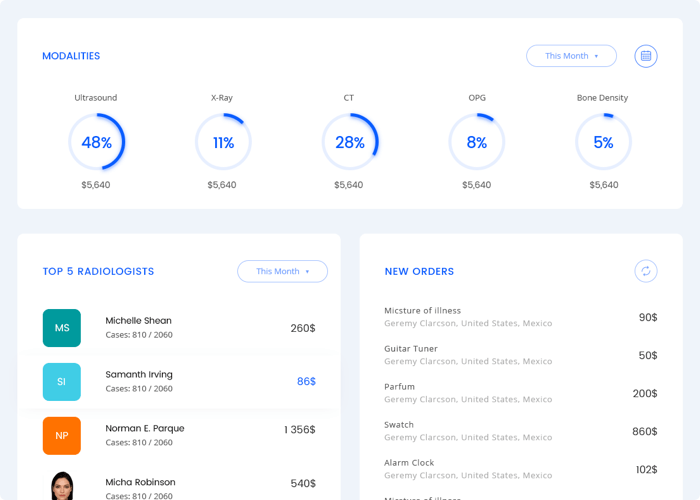 MODALITIES
This Month
Ultrasound
X-Ray
CT
OPG
Bone Density
48%
11%
28%
8%
5%
$5,640
$5,640
$5,640
$5,640
$5,640
TOP 5 RADIOLOGISTS
This Month
MS
Michelle Shean
Cases: 810 / 2060
260$
SI
Samanth Irving
Cases: 810 / 2060
86$
NP
Norman E. Parque
Cases: 810 / 2060
1 356$
Micha Robinson
Cases: 810 / 2060
540$
NEW ORDERS
Micsture of illness
Geremy Clarcson, United States, Mexico
90$
Guitar Tuner
Geremy Clarcson, United States, Mexico
50$
Parfum
Geremy Clarcson, United States, Mexico
200$
Swatch
Geremy Clarcson, United States, Mexico
860$
Alarm Clock
Geremy Clarcson, United States, Mexico
102$